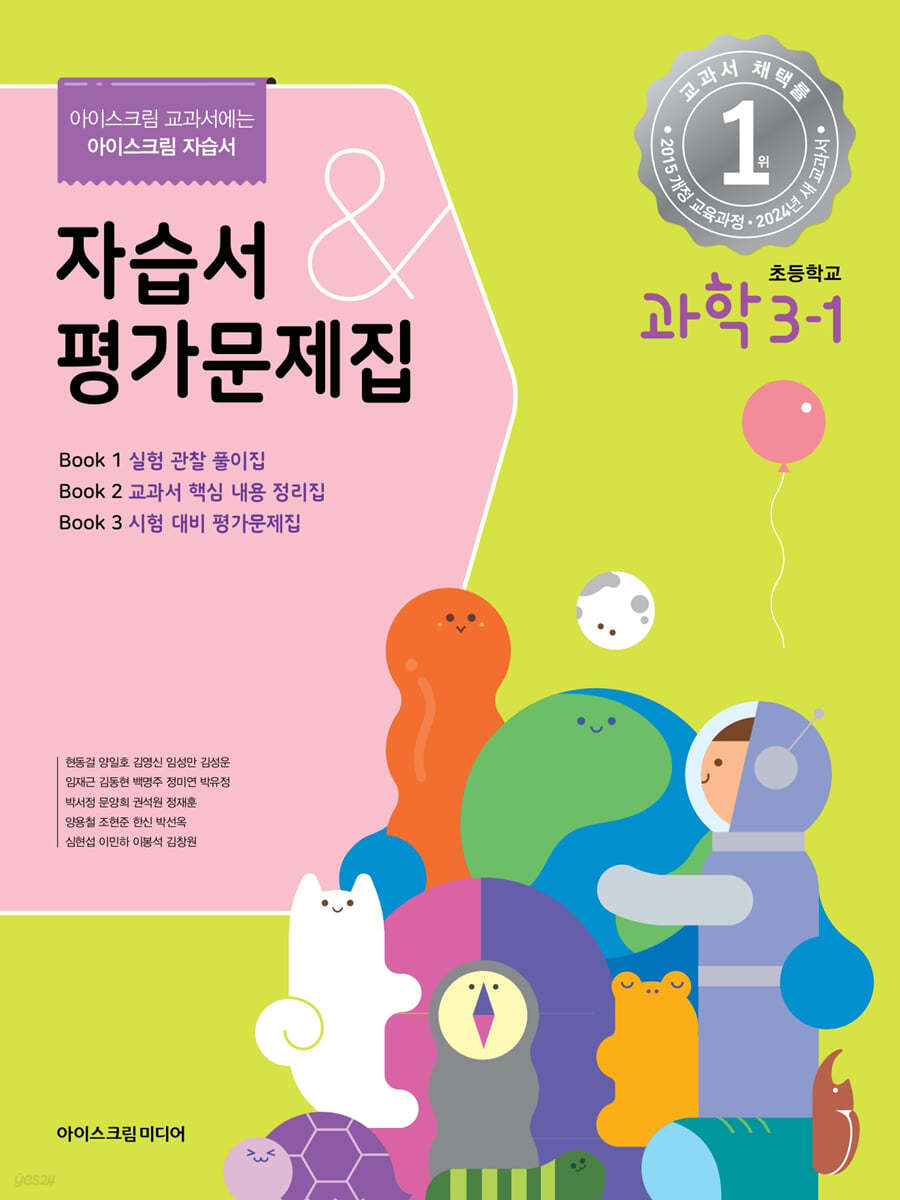 아이스크림 교과서에는
아이스크림 자습서
자습서
&
평가문제집
Book 1 실험 관찰 풀이집
Book 2 교과서 핵심 내용 정리집
Book 3 시험 대비 평가문제집
교과서 채택률
1위
2015 개정 교육과정 • 2024년 새 교과서
초등학교
과학 3-1
현동걸 양일호 김영신 임성만 김성운
임재근 김동현 백명주 정미연 박유정
박서정 문양희 권석원 정재훈
양용철 조현준 한신 박선옥
심현섭 이민하 이봉석 김창원
아이스크림미디어
yes24